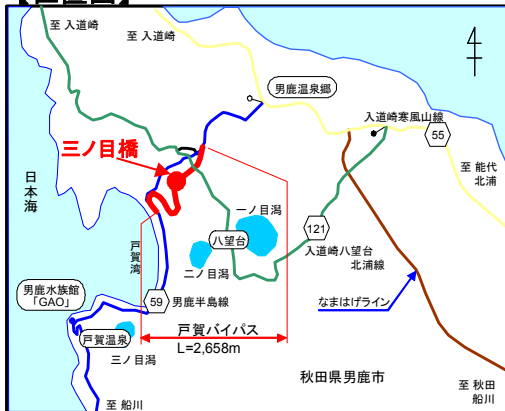 至 入道崎
至 入道崎
男鹿温泉郷
入道崎寒風山線
55
三ノ目橋
至 能代
北浦
日本海
一ノ目潟
八望台
戸賀湾
121
入道崎八望台
北浦線
二ノ目潟
男鹿水族館
「GAO」
59
男鹿半島線
なまはげライン
戸賀バイパス
L=2,658m
戸賀温泉
三ノ目潟
秋田県男鹿市
至 船川
至 秋田
船川
4